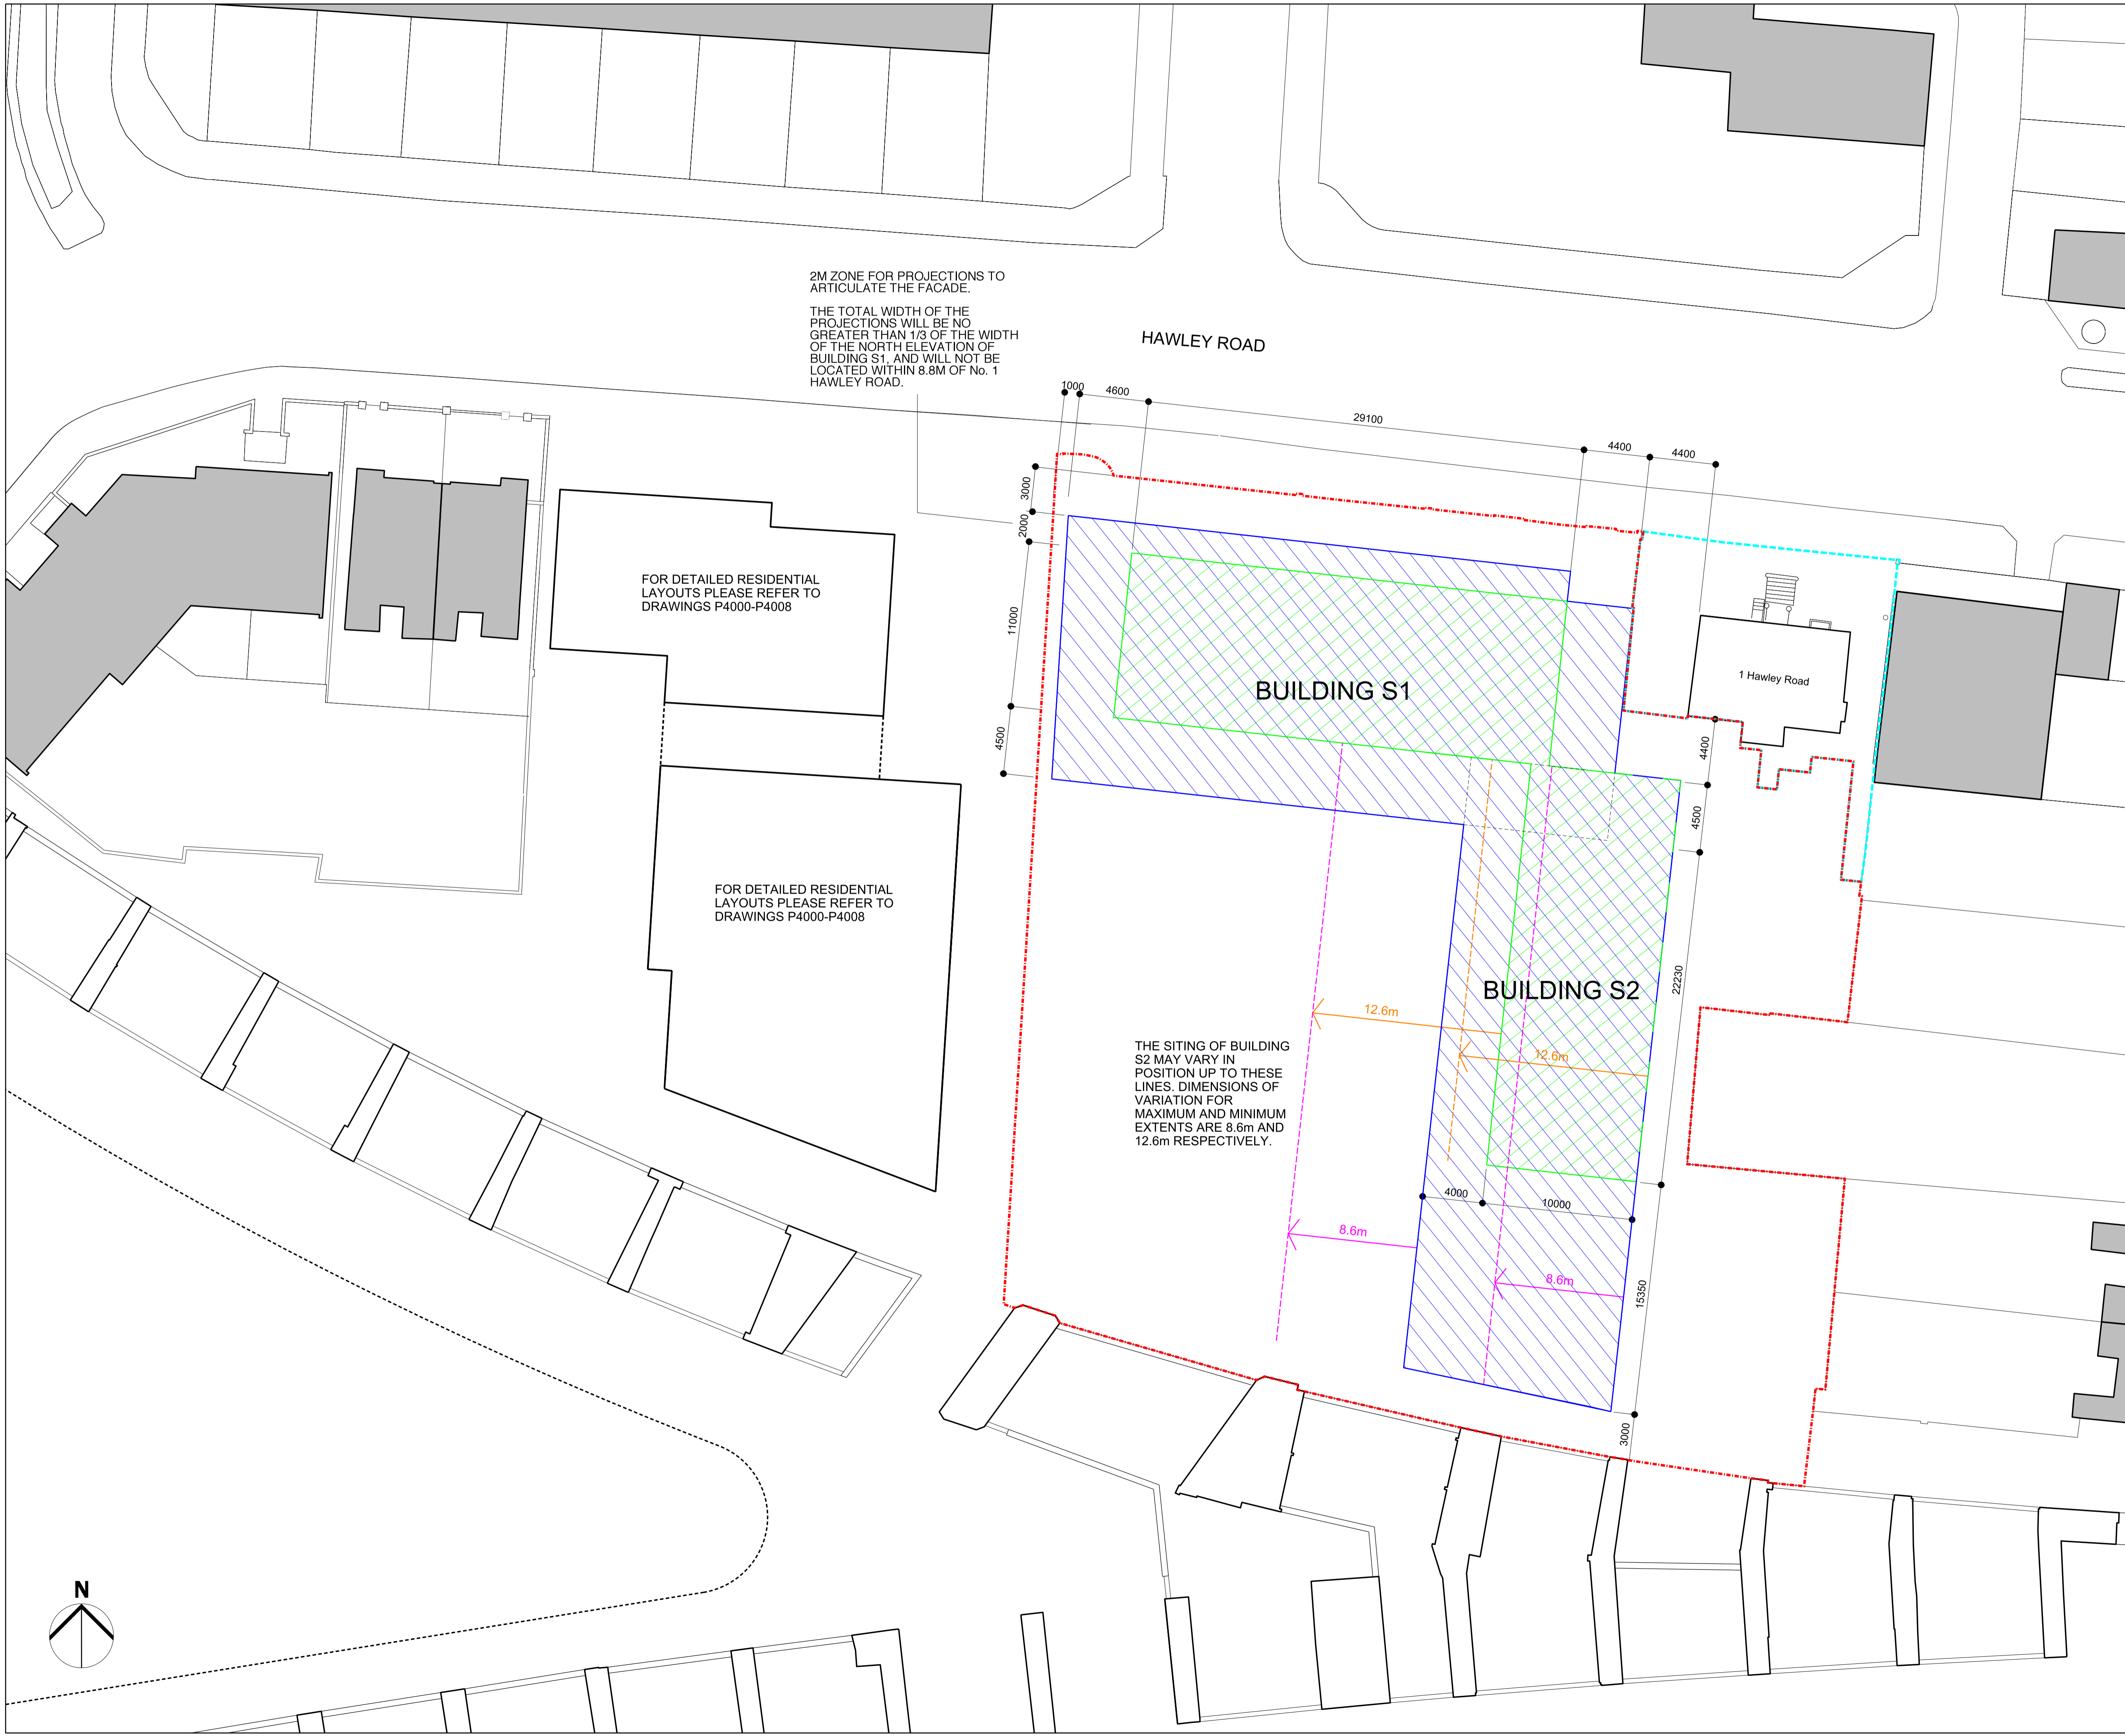 2M ZONE FOR PROJECTIONS TO
ARTICULATE THE FACADE.
THE TOTAL WIDTH OF THE
PROJECTIONS WILL BE NO
GREATER THAN 1/3 OF THE WIDTH
OF THE NORTH ELEVATION OF
BUILDING S1, AND WILL NOT BE
LOCATED WITHIN 8.8M OF No. 1
HAWLEY ROAD.
HAWLEY ROAD
1000
4600
29100
4400
4400
3000
2000
11000
4500
FOR DETAILED RESIDENTIAL
LAYOUTS PLEASE REFER TO
DRAWINGS P4000-P4008
BUILDING S1
1 Hawley Road
4400
4500
22230
FOR DETAILED RESIDENTIAL
LAYOUTS PLEASE REFER TO
DRAWINGS P4000-P4008
BUILDING S2
12.6m
12.6m
THE SITING OF BUILDING
S2 MAY VARY IN
POSITION UP TO THESE
LINES. DIMENSIONS OF
VARIATION FOR
MAXIMUM AND MINIMUM
EXTENTS ARE 8.6m AND
12.6m RESPECTIVELY.
4000
10000
8.6m
8.6m
15350
3000
N